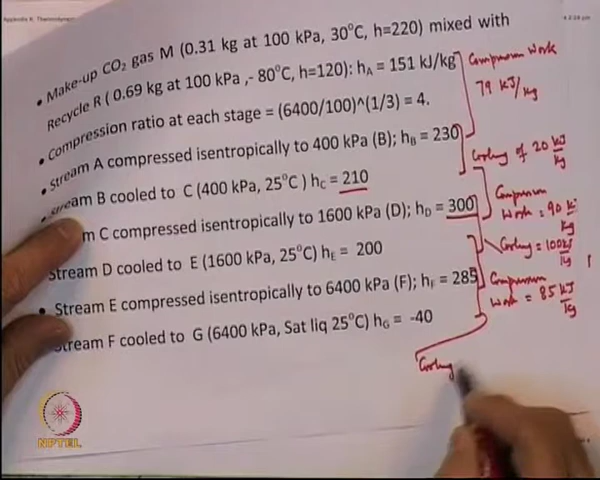 Appendix K. Thermodynam
• Make-up CO2 gas M (0.31 kg at 100 kPa, 30°C, h=220) mixed with
Recycle R ( 0.69 kg at 100 kPa ,- 80°C, h=120): hA = 151 kJ/kg
• Compression ratio at each stage = (6400/100)^(1/3) = 4.
• Stream A compressed isentropically to 400 kPa (B); hB = 230
• Stream B cooled to C (400 kPa, 25°C ) hC = 210
m C compressed isentropically to 1600 kPa (D); hD = 300
Stream D cooled to E (1600 kPa, 25°C) hE = 200
• Stream E compressed isentropically to 6400 kPa (F); hF = 285
Stream F cooled to G (6400 kPa, Sat liq 25°C) hG = -40
Compression Work
79 kJ/kg
Cooling of 20 kJ/kg
Compression
Work = 90 kJ/kg
Cooling = 100 kJ/kg
Compression
Work = 85 kJ/kg
Cooling
NPTEL